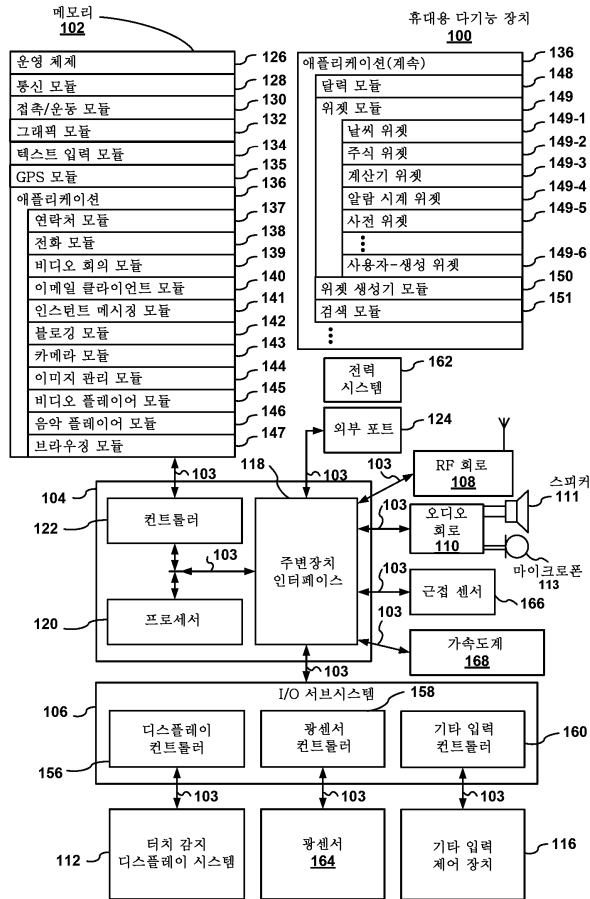 메모리
102
휴대용 다기능 장치
100
운영 체제 126
통신 모듈 128
접촉/운동 모듈 130
그래픽 모듈 132
텍스트 입력 모듈 134
GPS 모듈 135
애플리케이션 136
연락처 모듈 137
전화 모듈 138
비디오 회의 모듈 139
이메일 클라이언트 모듈 140
인스턴트 메시징 모듈 141
블로깅 모듈 142
카메라 모듈 143
이미지 관리 모듈 144
비디오 플레이어 모듈 145
음악 플레이어 모듈 146
브라우징 모듈 147
애플리케이션(계속) 136
달력 모듈 148
위젯 모듈 149
날씨 위젯 149-1
주식 위젯 149-2
계산기 위젯 149-3
알람 시계 위젯 149-4
사전 위젯 149-5
사용자-생성 위젯 149-6
위젯 생성기 모듈 150
검색 모듈 151
전력
시스템
162
외부 포트 124
103
103
103
118
104
RF 회로
108
스피커
111
122
컨트롤러
103
오디오
회로
110
103
주변장치
인터페이스
마이크로폰
113
103
근접 센서
166
120
프로세서
103
가속도계
168
103
I/O 서브시스템
106
158
디스플레이
컨트롤러
156
광센서
컨트롤러
기타 입력
컨트롤러
160
103
103
103
112
터치 감지
디스플레이 시스템
광센서
164
기타 입력
제어 장치
116